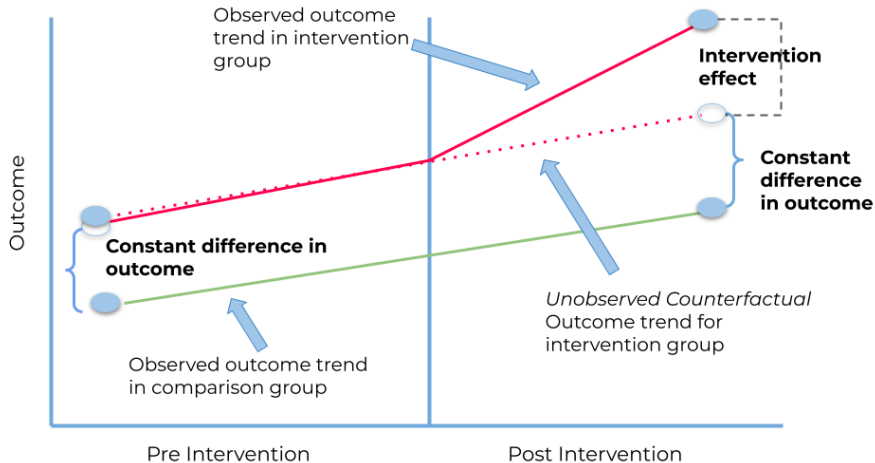 Observed outcome
trend in intervention
group
Intervention
effect
Constant
difference
in outcome
Outcome
Constant difference in
outcome
Unobserved Counterfactual
Outcome trend for
intervention group
Observed outcome trend
in comparison group
Pre Intervention
Post Intervention